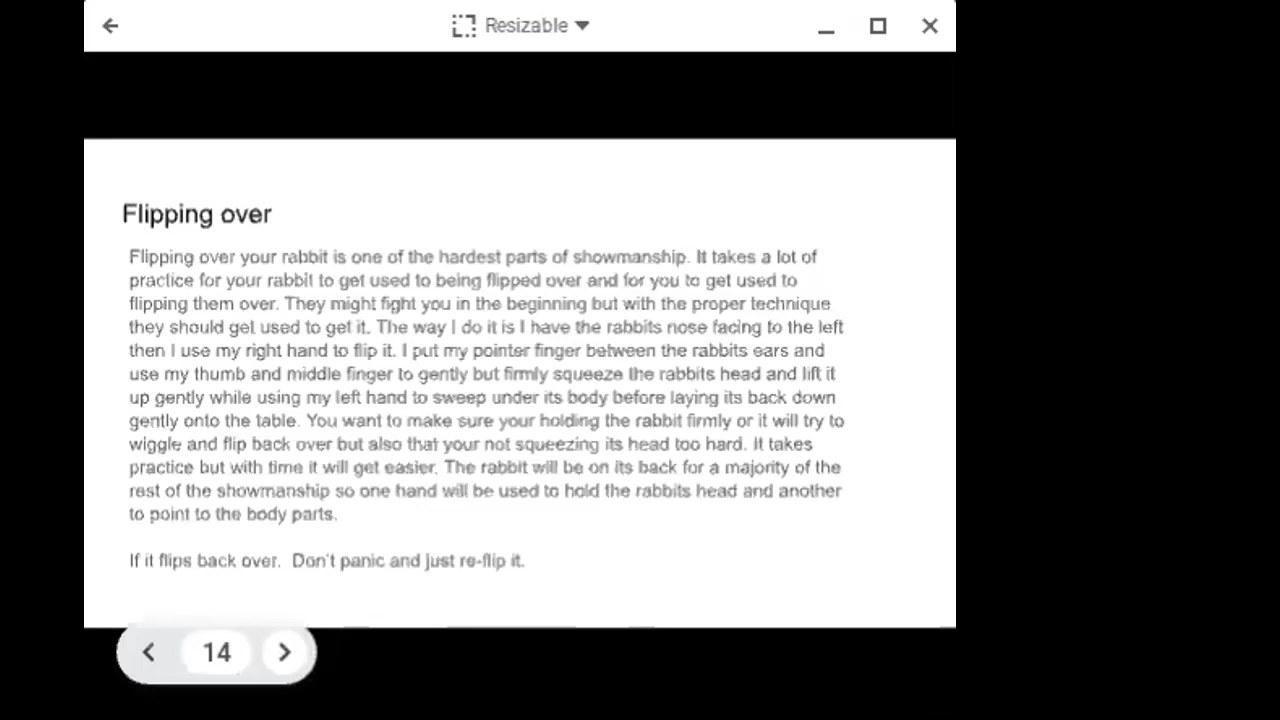 Resizable
Flipping over
Flipping over your rabbit is one of the hardest parts of showmanship. It takes a lot of
practice for your rabbit to get used to being flipped over and for you to get used to
flipping them over. They might fight you in the beginning but with the proper technique
they should get used to get it. The way I do it is I have the rabbits nose facing to the left
then I use my right hand to flip it. I put my pointer finger between the rabbits ears and
use my thumb and middle finger to gently but firmly squeeze the rabbits head and lift it
up gently while using my left hand to sweep under its body before laying its back down
gently onto the table. You want to make sure your holding the rabbit firmly or it will try to
wiggle and flip back over but also that your not squeezing its head too hard. It takes
practice but with time it will get easier. The rabbit will be on its back for a majority of the
rest of the showmanship so one hand will be used to hold the rabbits head and another
to point to the body parts.
If it flips back over. Don't panic and just re-flip it.
14